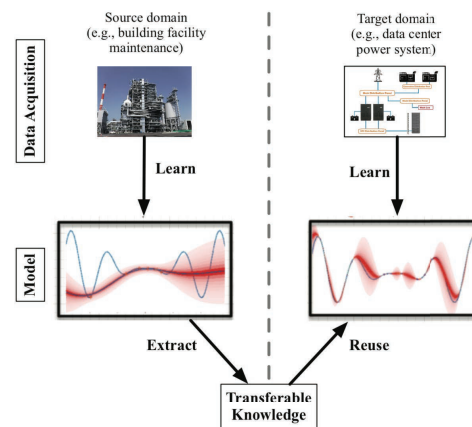 Source domain
(e.g., building facility
maintenance)
Target domain
(e.g., data center
power system)
Data Acquisition
Learn
Learn
Model
Extract
Reuse
Transferable
Knowledge